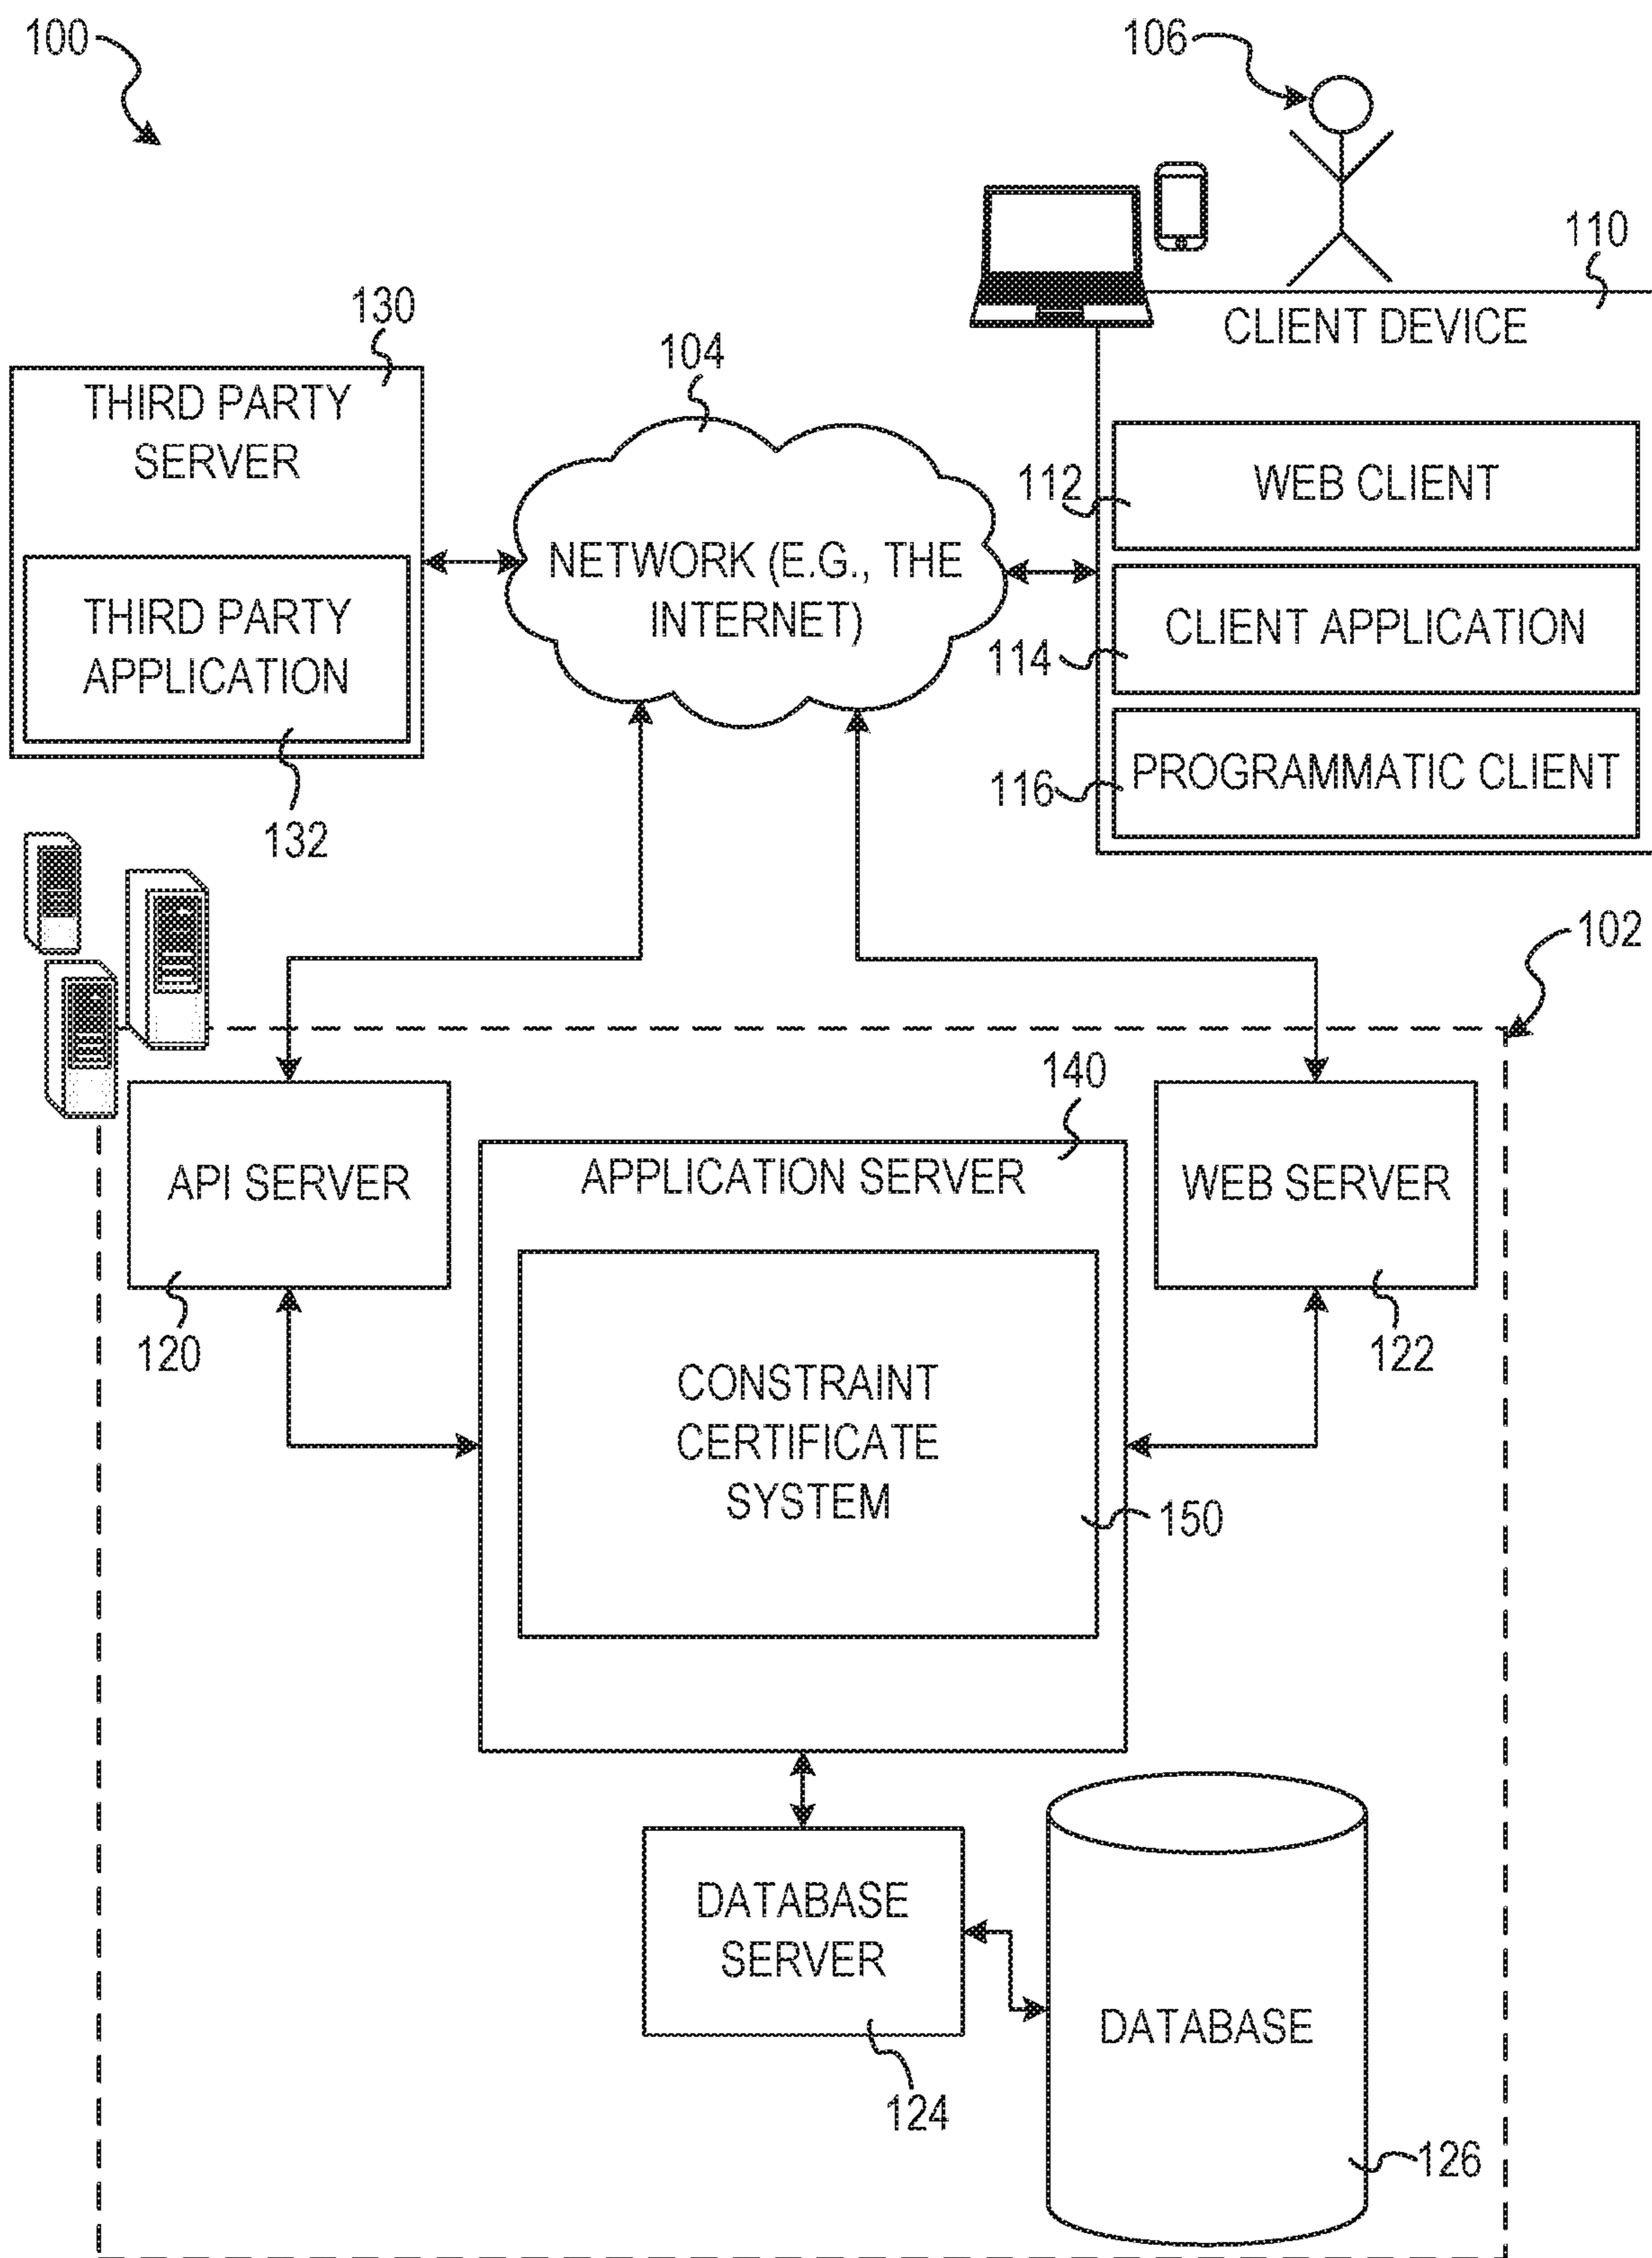 100
106
110
CLIENT DEVICE
130
THIRD PARTY
SERVER
104
112
WEB CLIENT
NETWORK (E.G., THE
INTERNET)
THIRD PARTY
APPLICATION
114
CLIENT APPLICATION
116
PROGRAMMATIC CLIENT
132
102
140
API SERVER
APPLICATION SERVER
WEB SERVER
120
122
CONSTRAINT
CERTIFICATE
SYSTEM
150
DATABASE
SERVER
DATABASE
124
126